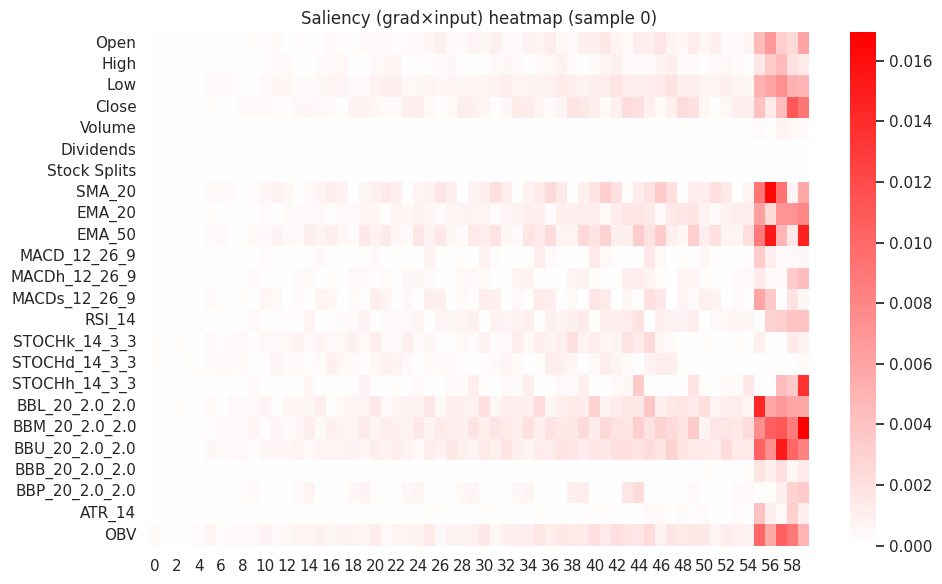 Saliency (grad×input) heatmap (sample 0)
Open
High
Low
Close
Volume
Dividends
Stock Splits
SMA_20
EMA_20
EMA_50
MACD_12_26_9
MACDh_12_26_9
MACDs_12_26_9
RSI_14
STOCHk_14_3_3
STOCHd_14_3_3
STOCHh_14_3_3
BBL_20_2.0_2.0
BBM_20_2.0_2.0
BBU_20_2.0_2.0
BBB_20_2.0_2.0
BBP_20_2.0_2.0
ATR_14
OBV
0 2 4 6 8 10 12 14 16 18 20 22 24 26 28 30 32 34 36 38 40 42 44 46 48 50 52 54 56 58
0.016
0.014
0.012
0.010
0.008
0.006
0.004
0.002
0.000